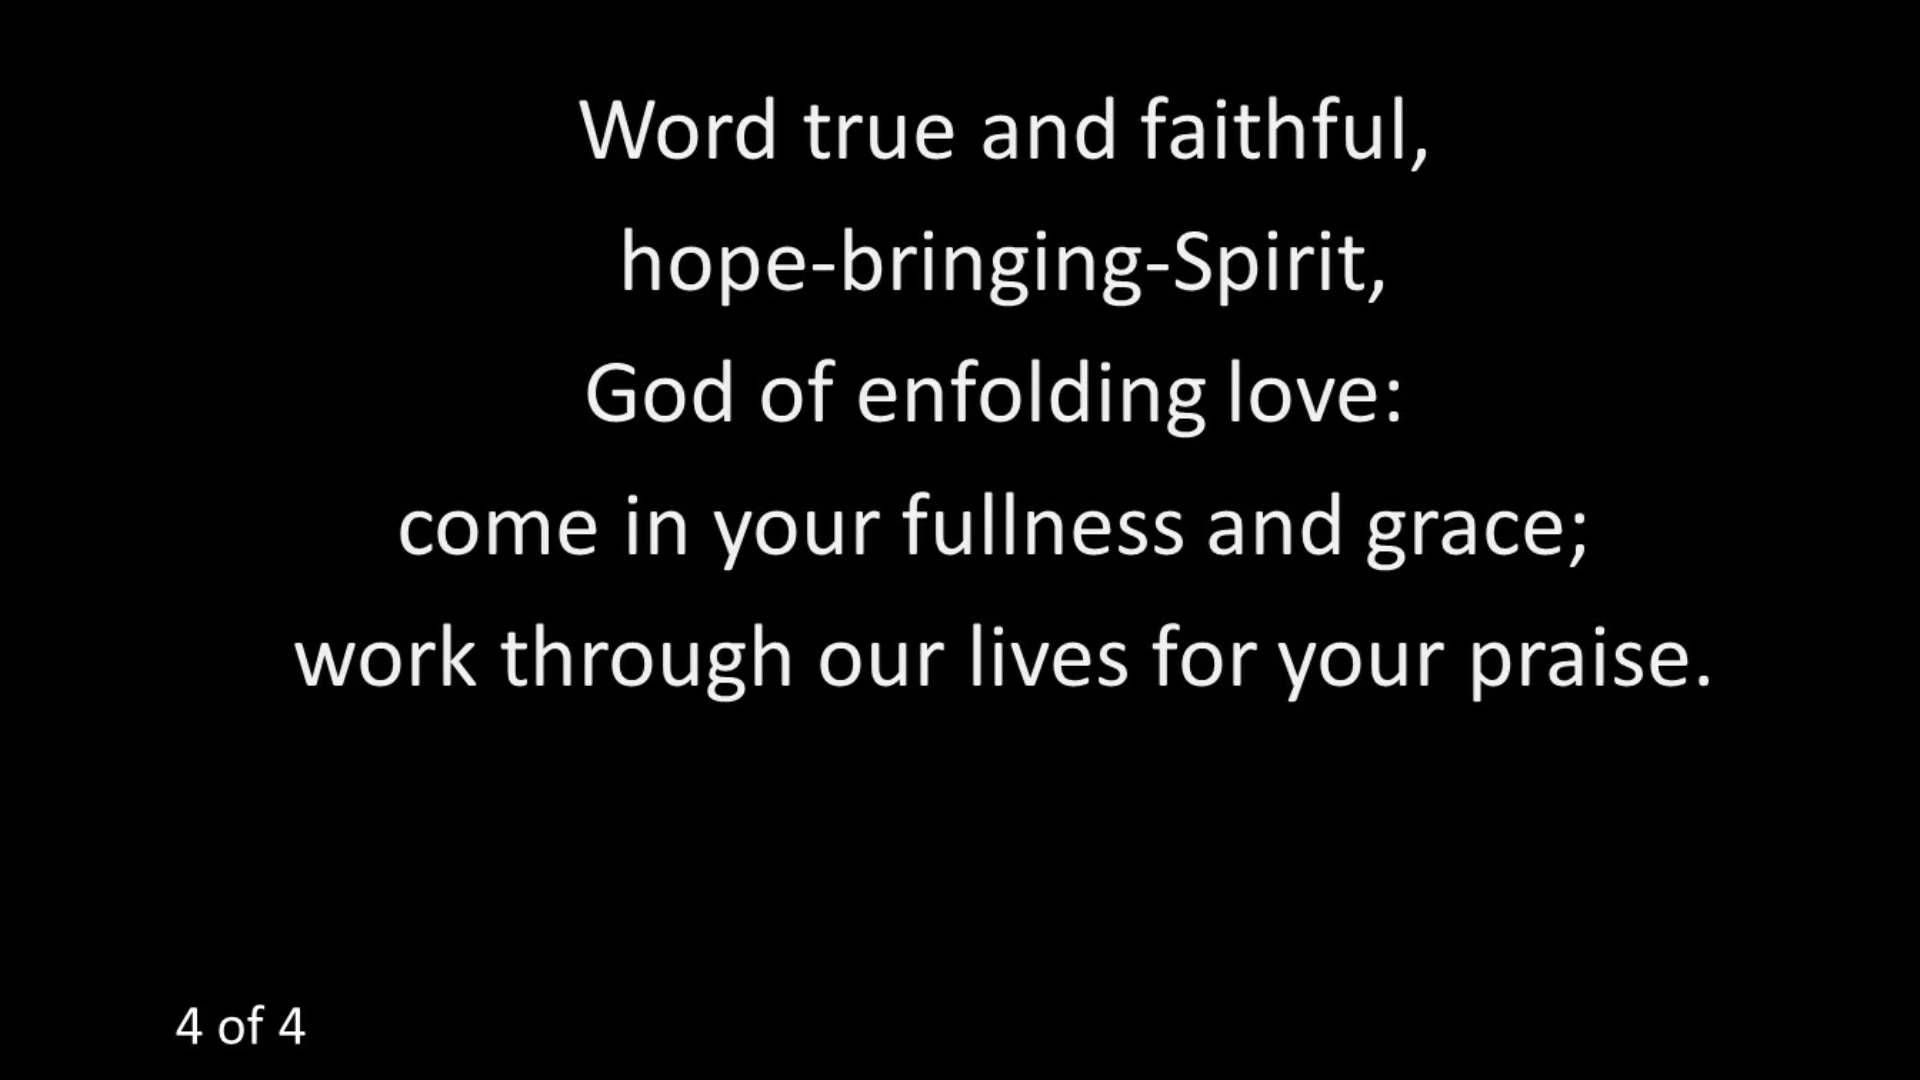 Word true and faithful,
hope-bringing-Spirit,
God of enfolding love:
come in your fullness and grace;
work through our lives for your praise.
4 of 4